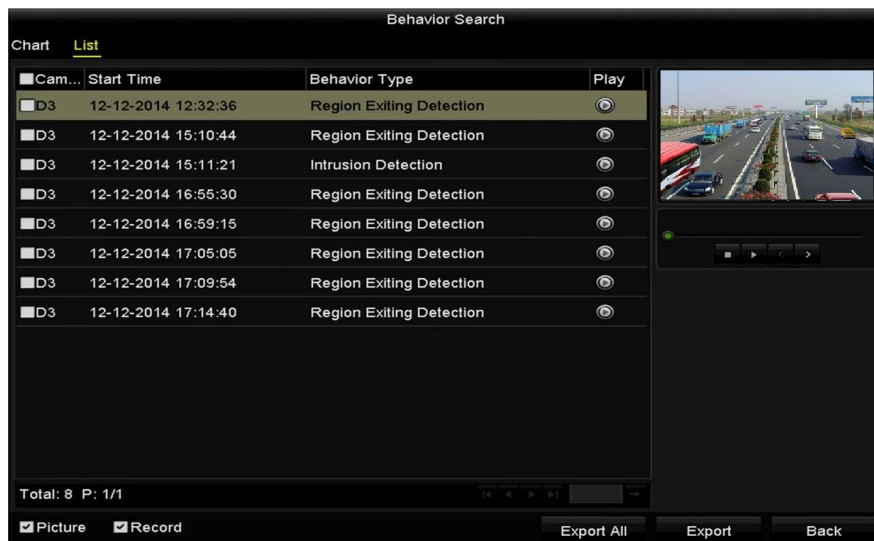 Behavior Search
Chart List
Cam... Start Time Behavior Type Play
D3 12-12-2014 12:32:36 Region Exiting Detection
D3 12-12-2014 15:10:44 Region Exiting Detection
D3 12-12-2014 15:11:21 Intrusion Detection
D3 12-12-2014 16:55:30 Region Exiting Detection
D3 12-12-2014 16:59:15 Region Exiting Detection
D3 12-12-2014 17:05:05 Region Exiting Detection
D3 12-12-2014 17:09:54 Region Exiting Detection
D3 12-12-2014 17:14:40 Region Exiting Detection
Total: 8 P: 1/1
Picture Record Export All Export Back